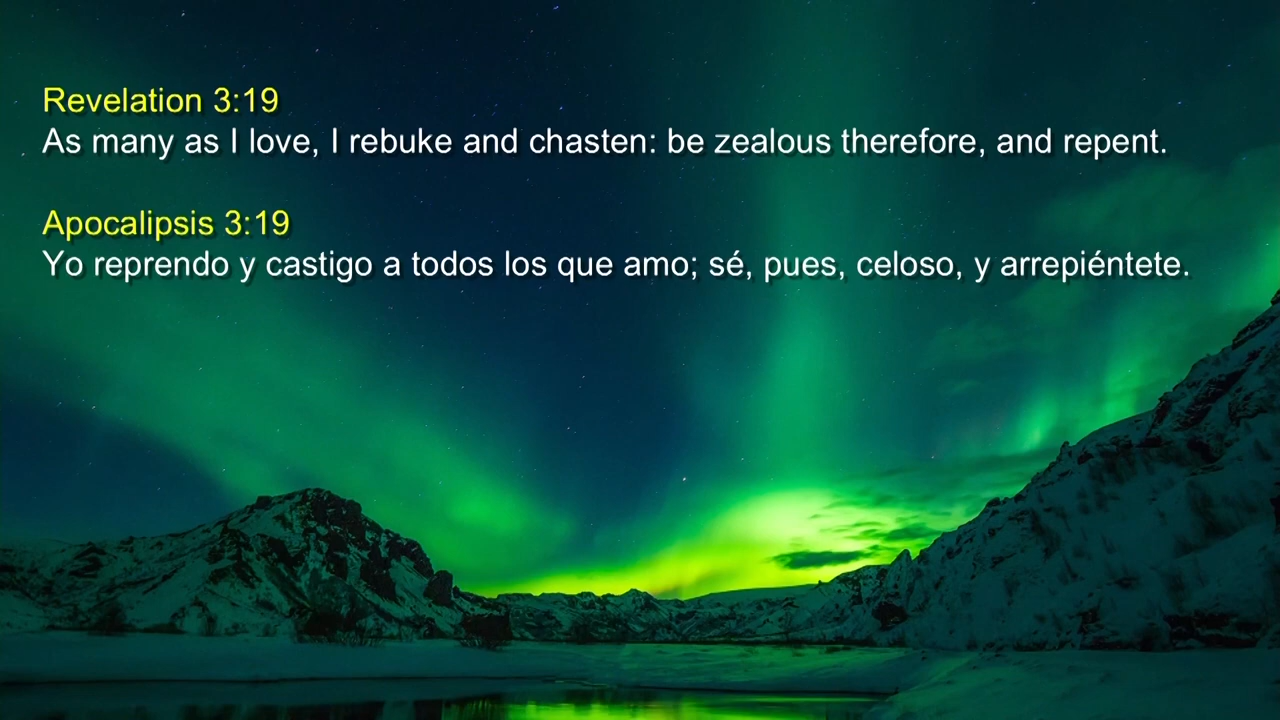 Revelation 3:19
As many as I love, I rebuke and chasten: be zealous therefore, and repent.
Apocalipsis 3:19
Yo reprendo y castigo a todos los que amo; sé, pues, celoso, y arrepiéntete.